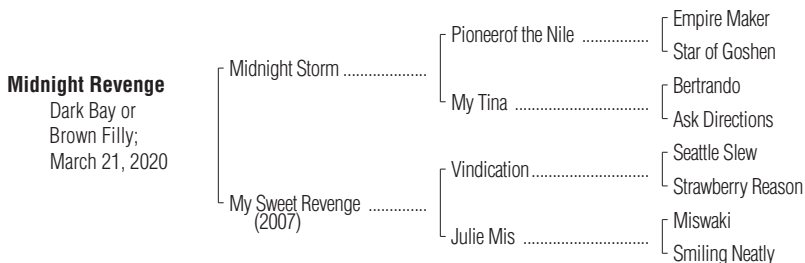 Midnight Revenge
Dark Bay or
Brown Filly;
March 21, 2020
Midnight Storm ....................
My Sweet Revenge ..............
(2007)
Pioneerof the Nile ................
My Tina ...................................
Vindication .............................
Julie Mis ...............................
Empire Maker
Star of Goshen
Bertrando
Ask Directions
Seattle Slew
Strawberry Reason
Miswaki
Smiling Neatly